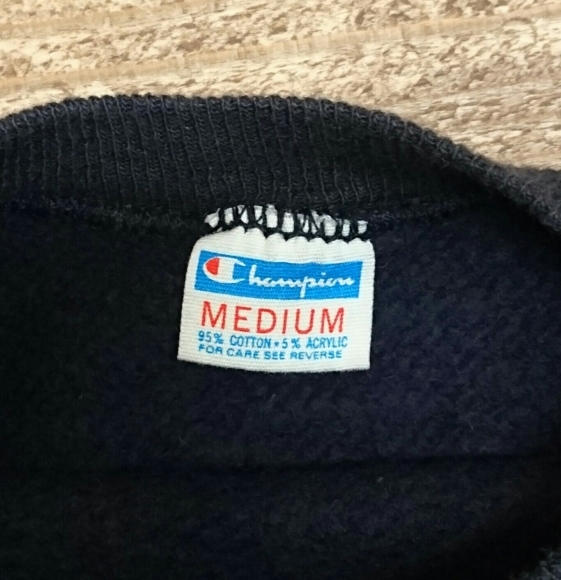 Champion
MEDIUM
95% COTTON • 5% ACRYLIC
FOR CARE SEE REVERSE